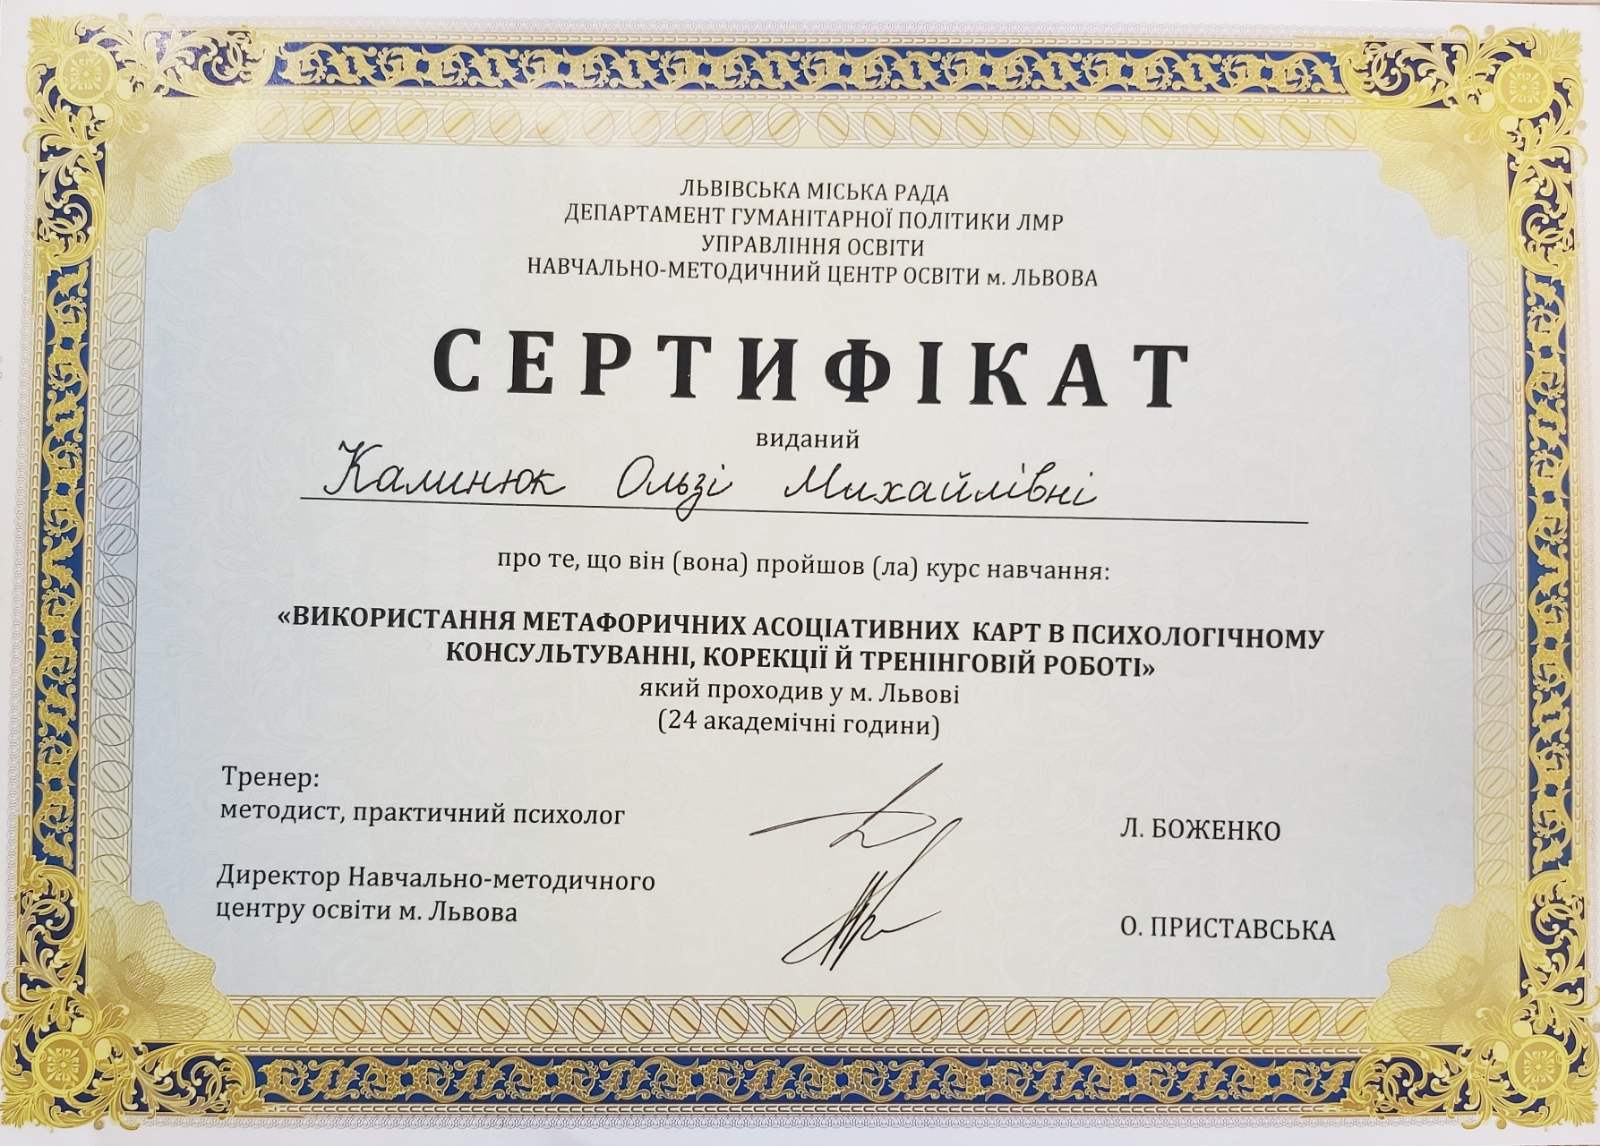 ЛЬВІВСЬКА МІСЬКА РАДА
ДЕПАРТАМЕНТ ГУМАНІТАРНОЇ ПОЛІТИКИ ЛМР
УПРАВЛІННЯ ОСВІТИ
НАВЧАЛЬНО-МЕТОДИЧНИЙ ЦЕНТР ОСВІТИ м. ЛЬВОВА
СЕРТИФІКАТ
виданий
Калинюк Ользі Михайлівні
про те, що він (вона) пройшов (ла) курс навчання:
«ВИКОРИСТАННЯ МЕТАФОРИЧНИХ АСОЦІАТИВНИХ КАРТ В ПСИХОЛОГІЧНОМУ
КОНСУЛЬТУВАННІ, КОРЕКЦІЇ Й ТРЕНІНГОВІЙ РОБОТІ»
який проходив у м. Львові
(24 академічні години)
Тренер:
методист, практичний психолог
Л. БОЖЕНКО
Директор Навчально-методичного
центру освіти м. Львова
О. ПРИСТАВСЬКА